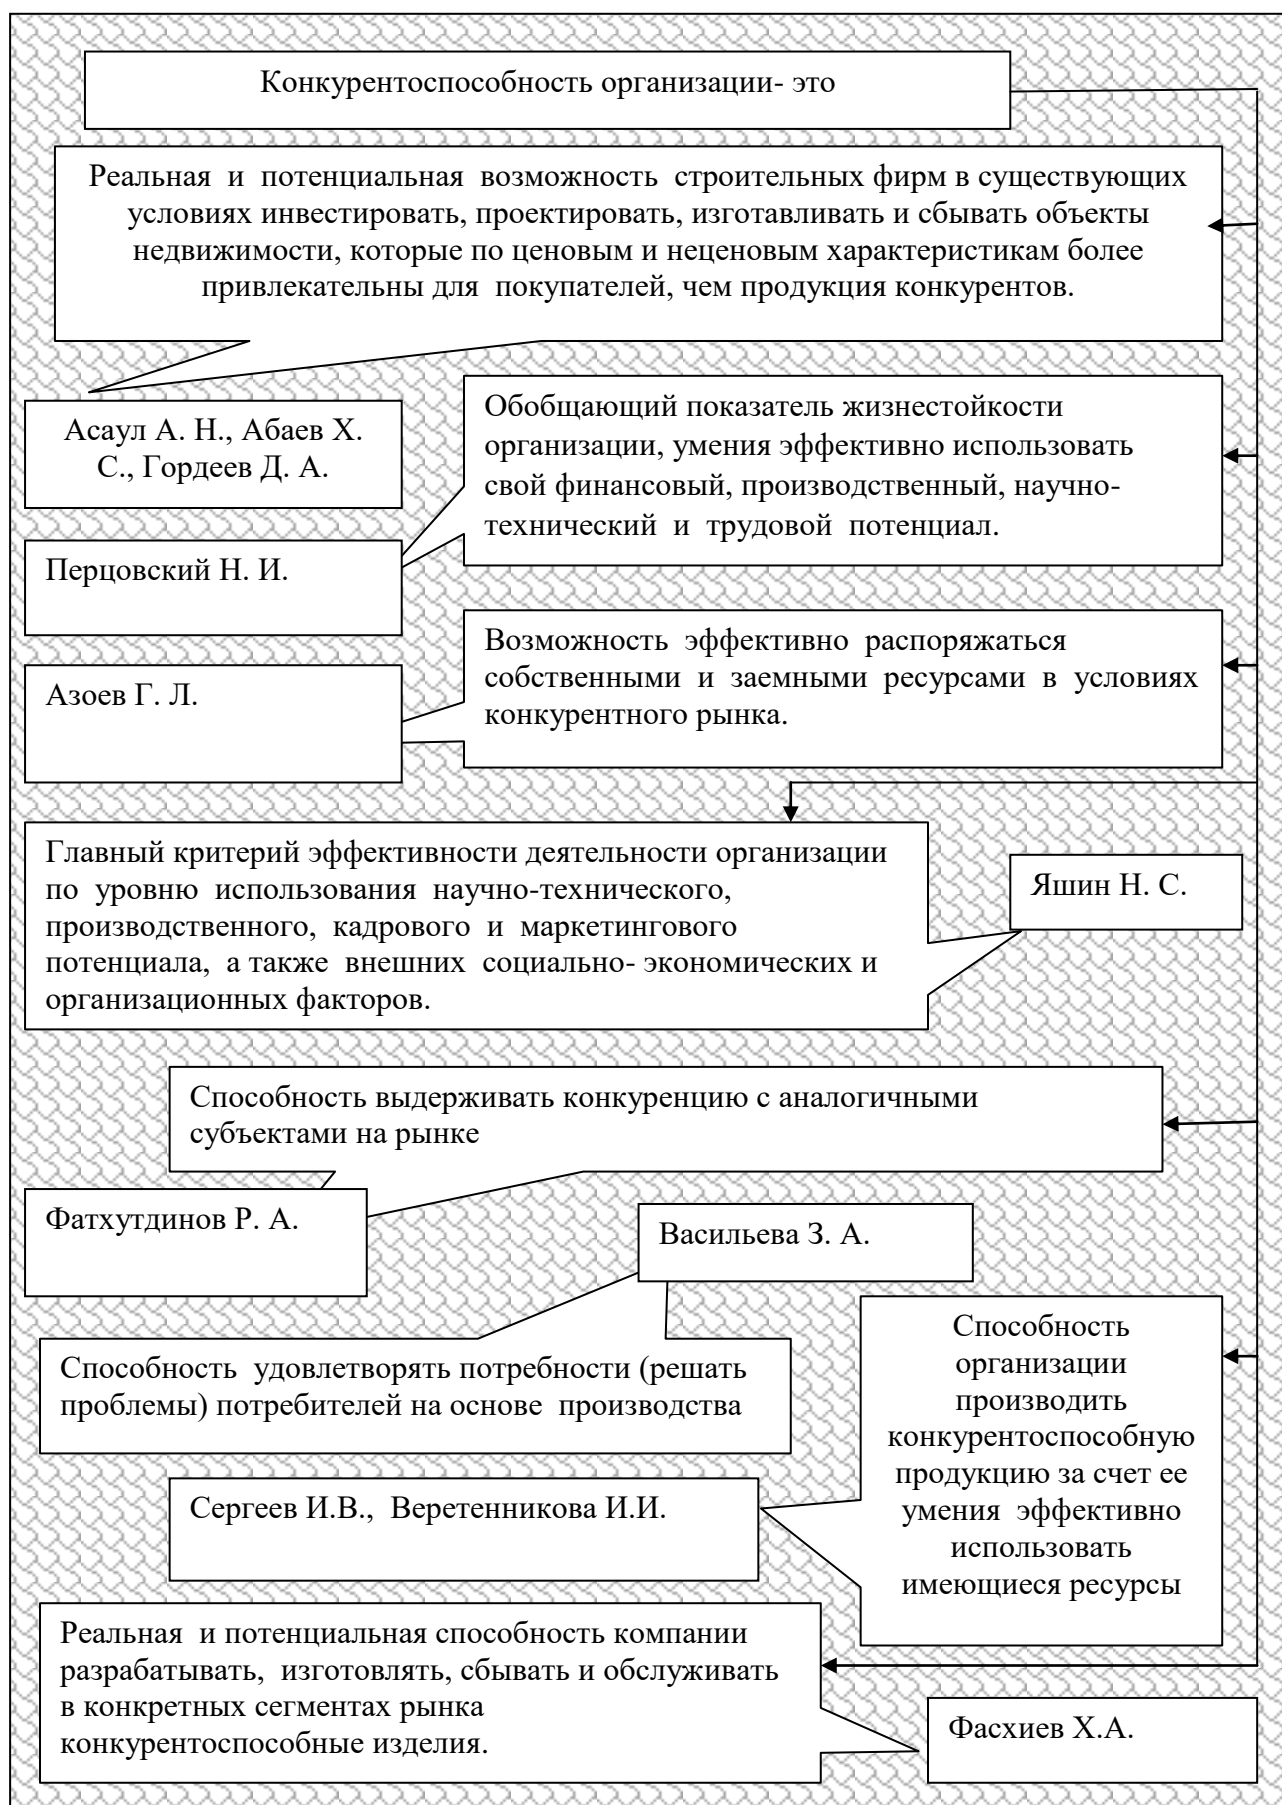 Конкурентоспособность организации- это
Реальная и потенциальная возможность строительных фирм в существующих
условиях инвестировать, проектировать, изготавливать и сбывать объекты
недвижимости, которые по ценовым и неценовым характеристикам более
привлекательны для покупателей, чем продукция конкурентов.
Асаул А. Н., Абаев Х.
С., Гордеев Д. А.
Обобщающий показатель жизнестойкости
организации, умения эффективно использовать
свой финансовый, производственный, научно-
технический и трудовой потенциал.
Перцовский Н. И.
Возможность эффективно распоряжаться
собственными и заемными ресурсами в условиях
конкурентного рынка.
Азоев Г. Л.
Главный критерий эффективности деятельности организации
по уровню использования научно-технического,
производственного, кадрового и маркетингового
потенциала, а также внешних социально- экономических и
организационных факторов.
Яшин Н. С.
Способность выдерживать конкуренцию с аналогичными
субъектами на рынке
Фатхутдинов Р. А.
Васильева З. А.
Способность удовлетворять потребности (решать
проблемы) потребителей на основе производства
Способность
организации
производить
конкурентоспособную
продукцию за счет ее
умения эффективно
использовать
имеющиеся ресурсы
Сергеев И.В., Веретенникова И.И.
Реальная и потенциальная способность компании
разрабатывать, изготовлять, сбывать и обслуживать
в конкретных сегментах рынка
конкурентоспособные изделия.
Фасхиев Х.А.